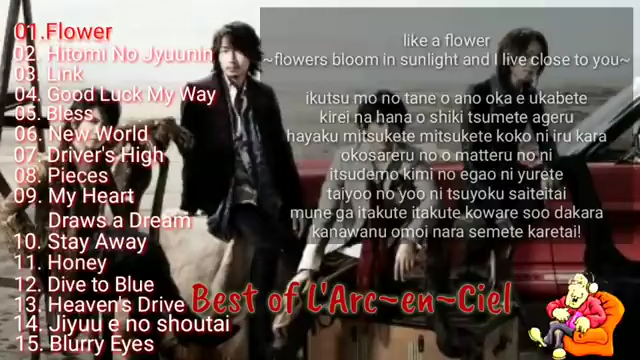 01.Flower
02. Hitomi No Jyuunin
03. Link
04. Good Luck My Way
05. Bless
06. New World
07. Driver's High
08. Pieces
09. My Heart
Draws a Dream
10. Stay Away
11. Honey
12. Dive to Blue
13. Heaven's Drive
14. Jiyuu e no shoutai
15. Blurry Eyes
like a flower
~flowers bloom in sunlight and I live close to you~
ikutsu mo no tane o ano oka e ukabete
kirei na hana o shiki tsumete ageru
hayaku mitsukete mitsukete koko ni iru kara
okosareru no o matteru no ni
itsudemo kimi no egao ni yurete
taiyoo no yoo ni tsuyoku saiteitai
mune ga itakute itakute koware soo dakara
kanawanu omoi nara semete karetai!
Best of L'Arc~en~Ciel